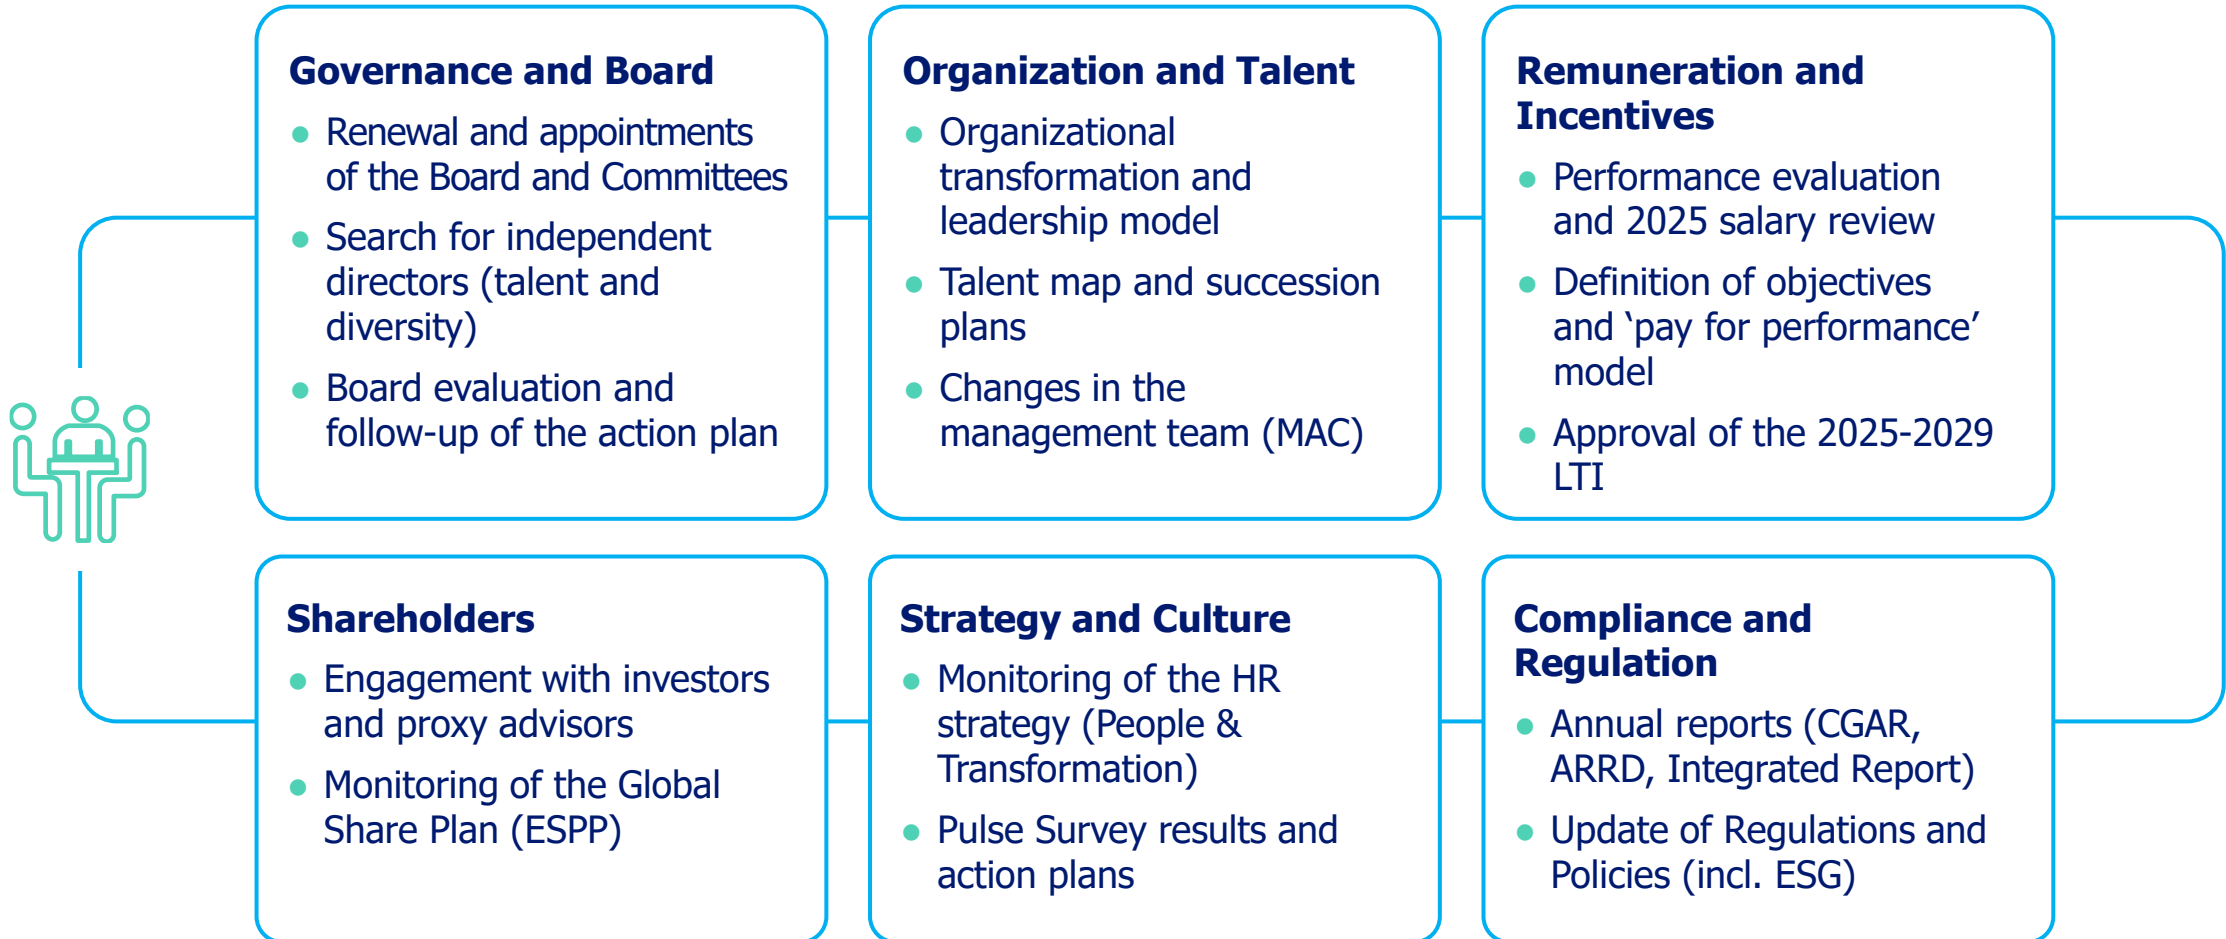 Governance and Board
● Renewal and appointments
of the Board and Committees
● Search for independent
directors (talent and
diversity)
● Board evaluation and
follow-up of the action plan
Organization and Talent
● Organizational
transformation and
leadership model
● Talent map and succession
plans
● Changes in the
management team (MAC)
Remuneration and
Incentives
● Performance evaluation
and 2025 salary review
● Definition of objectives
and ‘pay for performance’
model
● Approval of the 2025-2029
LTI
Shareholders
● Engagement with investors
and proxy advisors
● Monitoring of the Global
Share Plan (ESPP)
Strategy and Culture
● Monitoring of the HR
strategy (People &
Transformation)
● Pulse Survey results and
action plans
Compliance and
Regulation
● Annual reports (CGAR,
ARRD, Integrated Report)
● Update of Regulations and
Policies (incl. ESG)